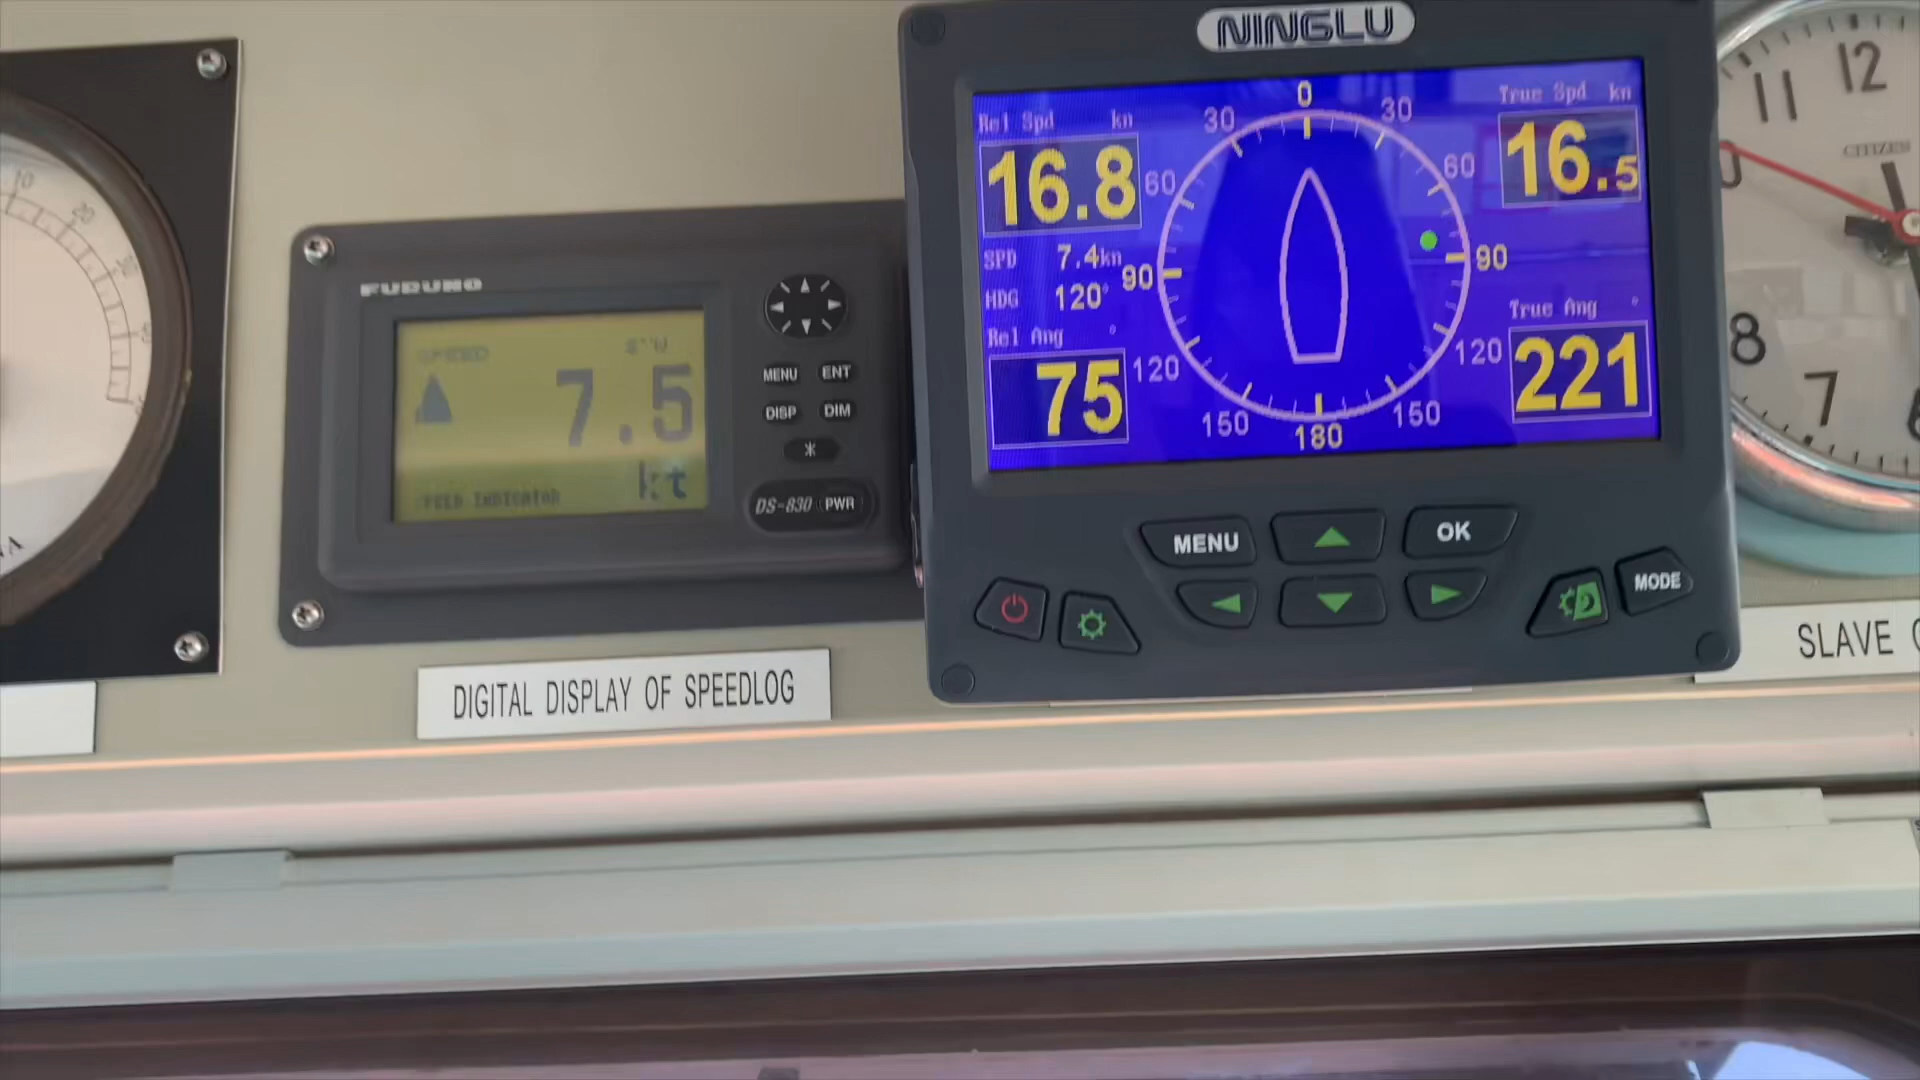 10
20
30
FURUNO
SPEED
7.5
kt
MENU
ENT
DISP
DIM
DS-830
PWR
DIGITAL DISPLAY OF SPEEDLOG
NINGLU
Rel Spd kn
16.8
SPD 7.4kn
HDG 120°
Rel Ang °
75
0
30
30
60
60
90
90
120
120
150
150
180
True Spd kn
16.5
True Ang °
221
MENU
OK
MODE
11
12
CITIZEN
8
7
SLAVE